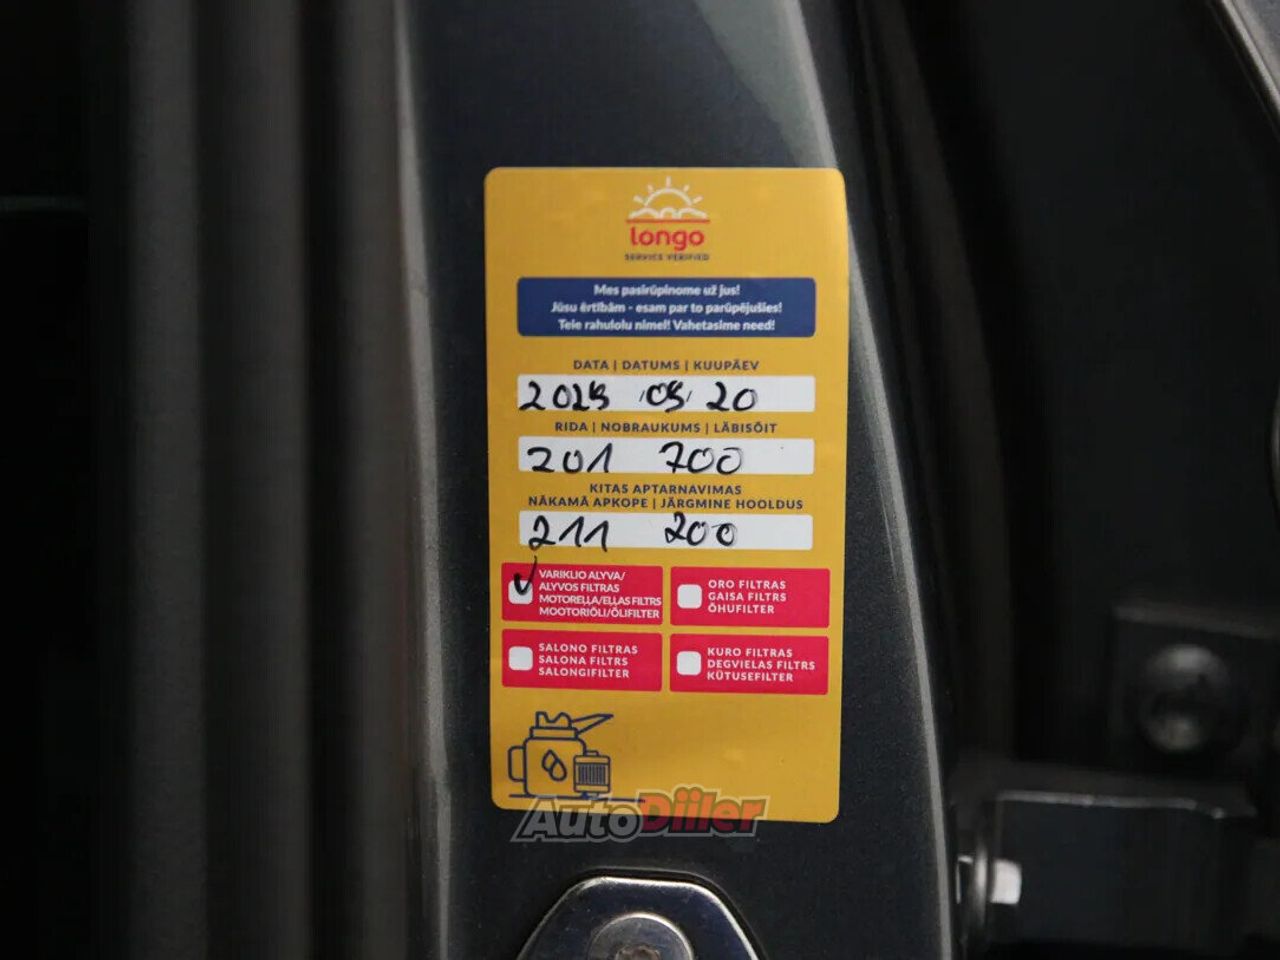 longo
SERVICE VERIFIED
Mes pasirūpinome už jus!
Jūsu ērtībām - esam par to parūpējušies!
Teie rahulolu nimel! Vahetasime need!
DATA | DATUMS | KUUPÄEV
2025 /05/ 20
RIDA | NOBRAUKUMS | LÄBISÕIT
201 700
KITAS APTARNAVIMAS
NĀKAMĀ APKOPE | JÄRGMINE HOOLDUS
211 200
VARIKLIO ALYVA/
ALYVOS FILTRAS
MOTOREĻĻA/EĻĻAS FILTRS
MOOTORIÕLI/ÕLIFILTER
ORO FILTRAS
GAISA FILTRS
ÕHUFILTER
SALONO FILTRAS
SALONA FILTRS
SALONGIFILTER
KURO FILTRAS
DEGVIELAS FILTRS
KÜTUSEFILTER
AutoDiiler